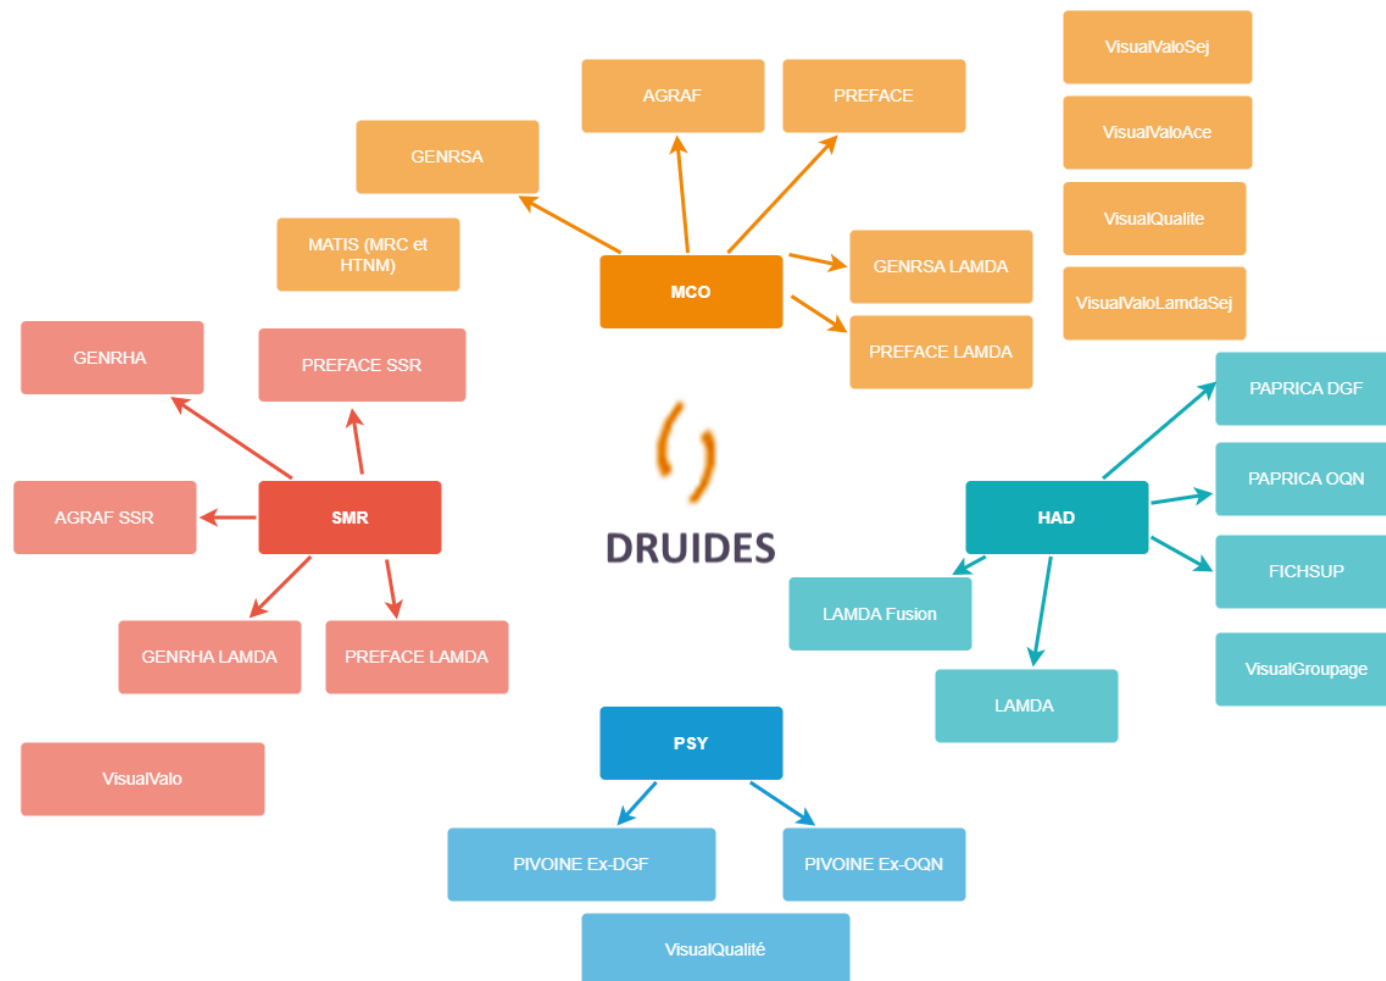 VisualValoSej
AGRAF
PREFACE
VisualValoAce
GENRSA
VisualQualite
MATIS (MRC et
HTNM)
GENRSA LAMDA
MCO
VisualValoLamdaSej
PREFACE LAMDA
GENRHA
PREFACE SSR
PAPRICA DGF
PAPRICA OQN
AGRAF SSR
SMR
HAD
DRUIDES
FICHSUP
LAMDA Fusion
GENRHA LAMDA
PREFACE LAMDA
VisualGroupage
LAMDA
PSY
VisualValo
PIVOINE Ex-DGF
PIVOINE Ex-OQN
VisualQualité